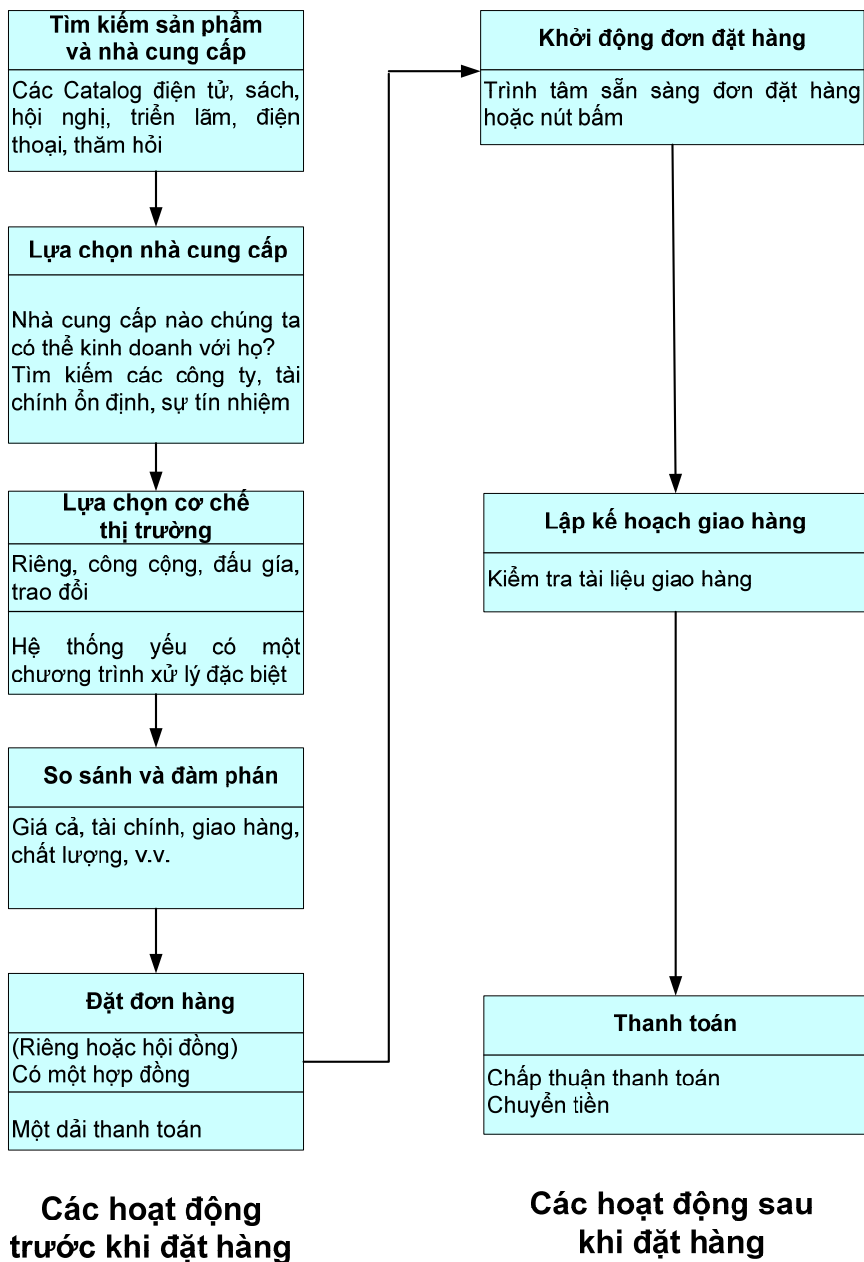 Tìm kiếm sản phẩm
và nhà cung cấp
Các Catalog điện tử, sách,
hội nghị, triển lãm, điện
thoại, thăm hỏi
Lựa chọn nhà cung cấp
Nhà cung cấp nào chúng ta
có thể kinh doanh với họ?
Tìm kiếm các công ty, tài
chính ổn định, sự tín nhiệm
Lựa chọn cơ chế
thị trường
Riêng, công cộng, đấu gía,
trao đổi
Hệ thống yếu có một
chương trình xử lý đặc biệt
So sánh và đàm phán
Giá cả, tài chính, giao hàng,
chất lượng, v.v.
Đặt đơn hàng
(Riêng hoặc hội đồng)
Có một hợp đồng
Một dải thanh toán
Các hoạt động
trước khi đặt hàng
Khởi động đơn đặt hàng
Trình tâm sẵn sàng đơn đặt hàng
hoặc nút bấm
Lập kế hoạch giao hàng
Kiểm tra tài liệu giao hàng
Thanh toán
Chấp thuận thanh toán
Chuyển tiền
Các hoạt động sau
khi đặt hàng